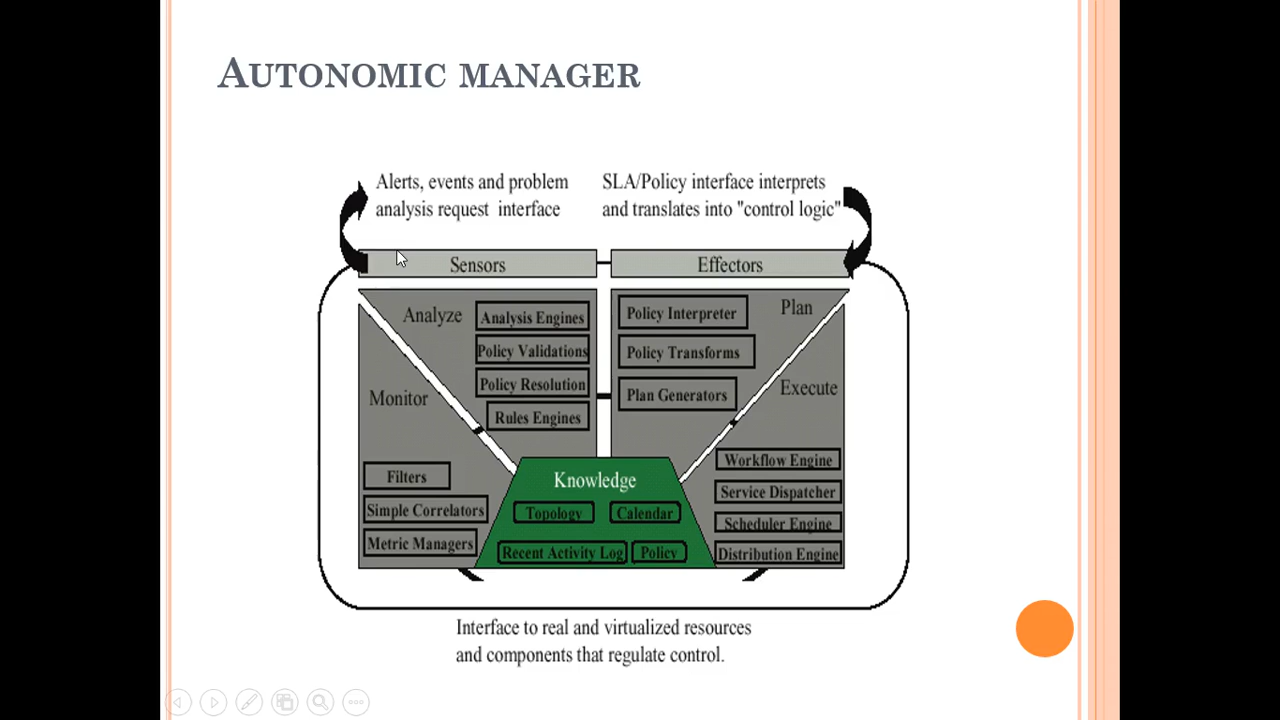 AUTONOMIC MANAGER
Alerts, events and problem
analysis request interface
SLA/Policy interface interprets
and translates into "control logic"
Sensors
Effectors
Analyze
Analysis Engines
Policy Validations
Policy Resolution
Rules Engines
Policy Interpreter
Policy Transforms
Plan Generators
Plan
Monitor
Execute
Filters
Simple Correlators
Metric Managers
Knowledge
Topology
Calendar
Recent Activity Log
Policy
Workflow Engine
Service Dispatcher
Scheduler Engine
Distribution Engine
Interface to real and virtualized resources
and components that regulate control.